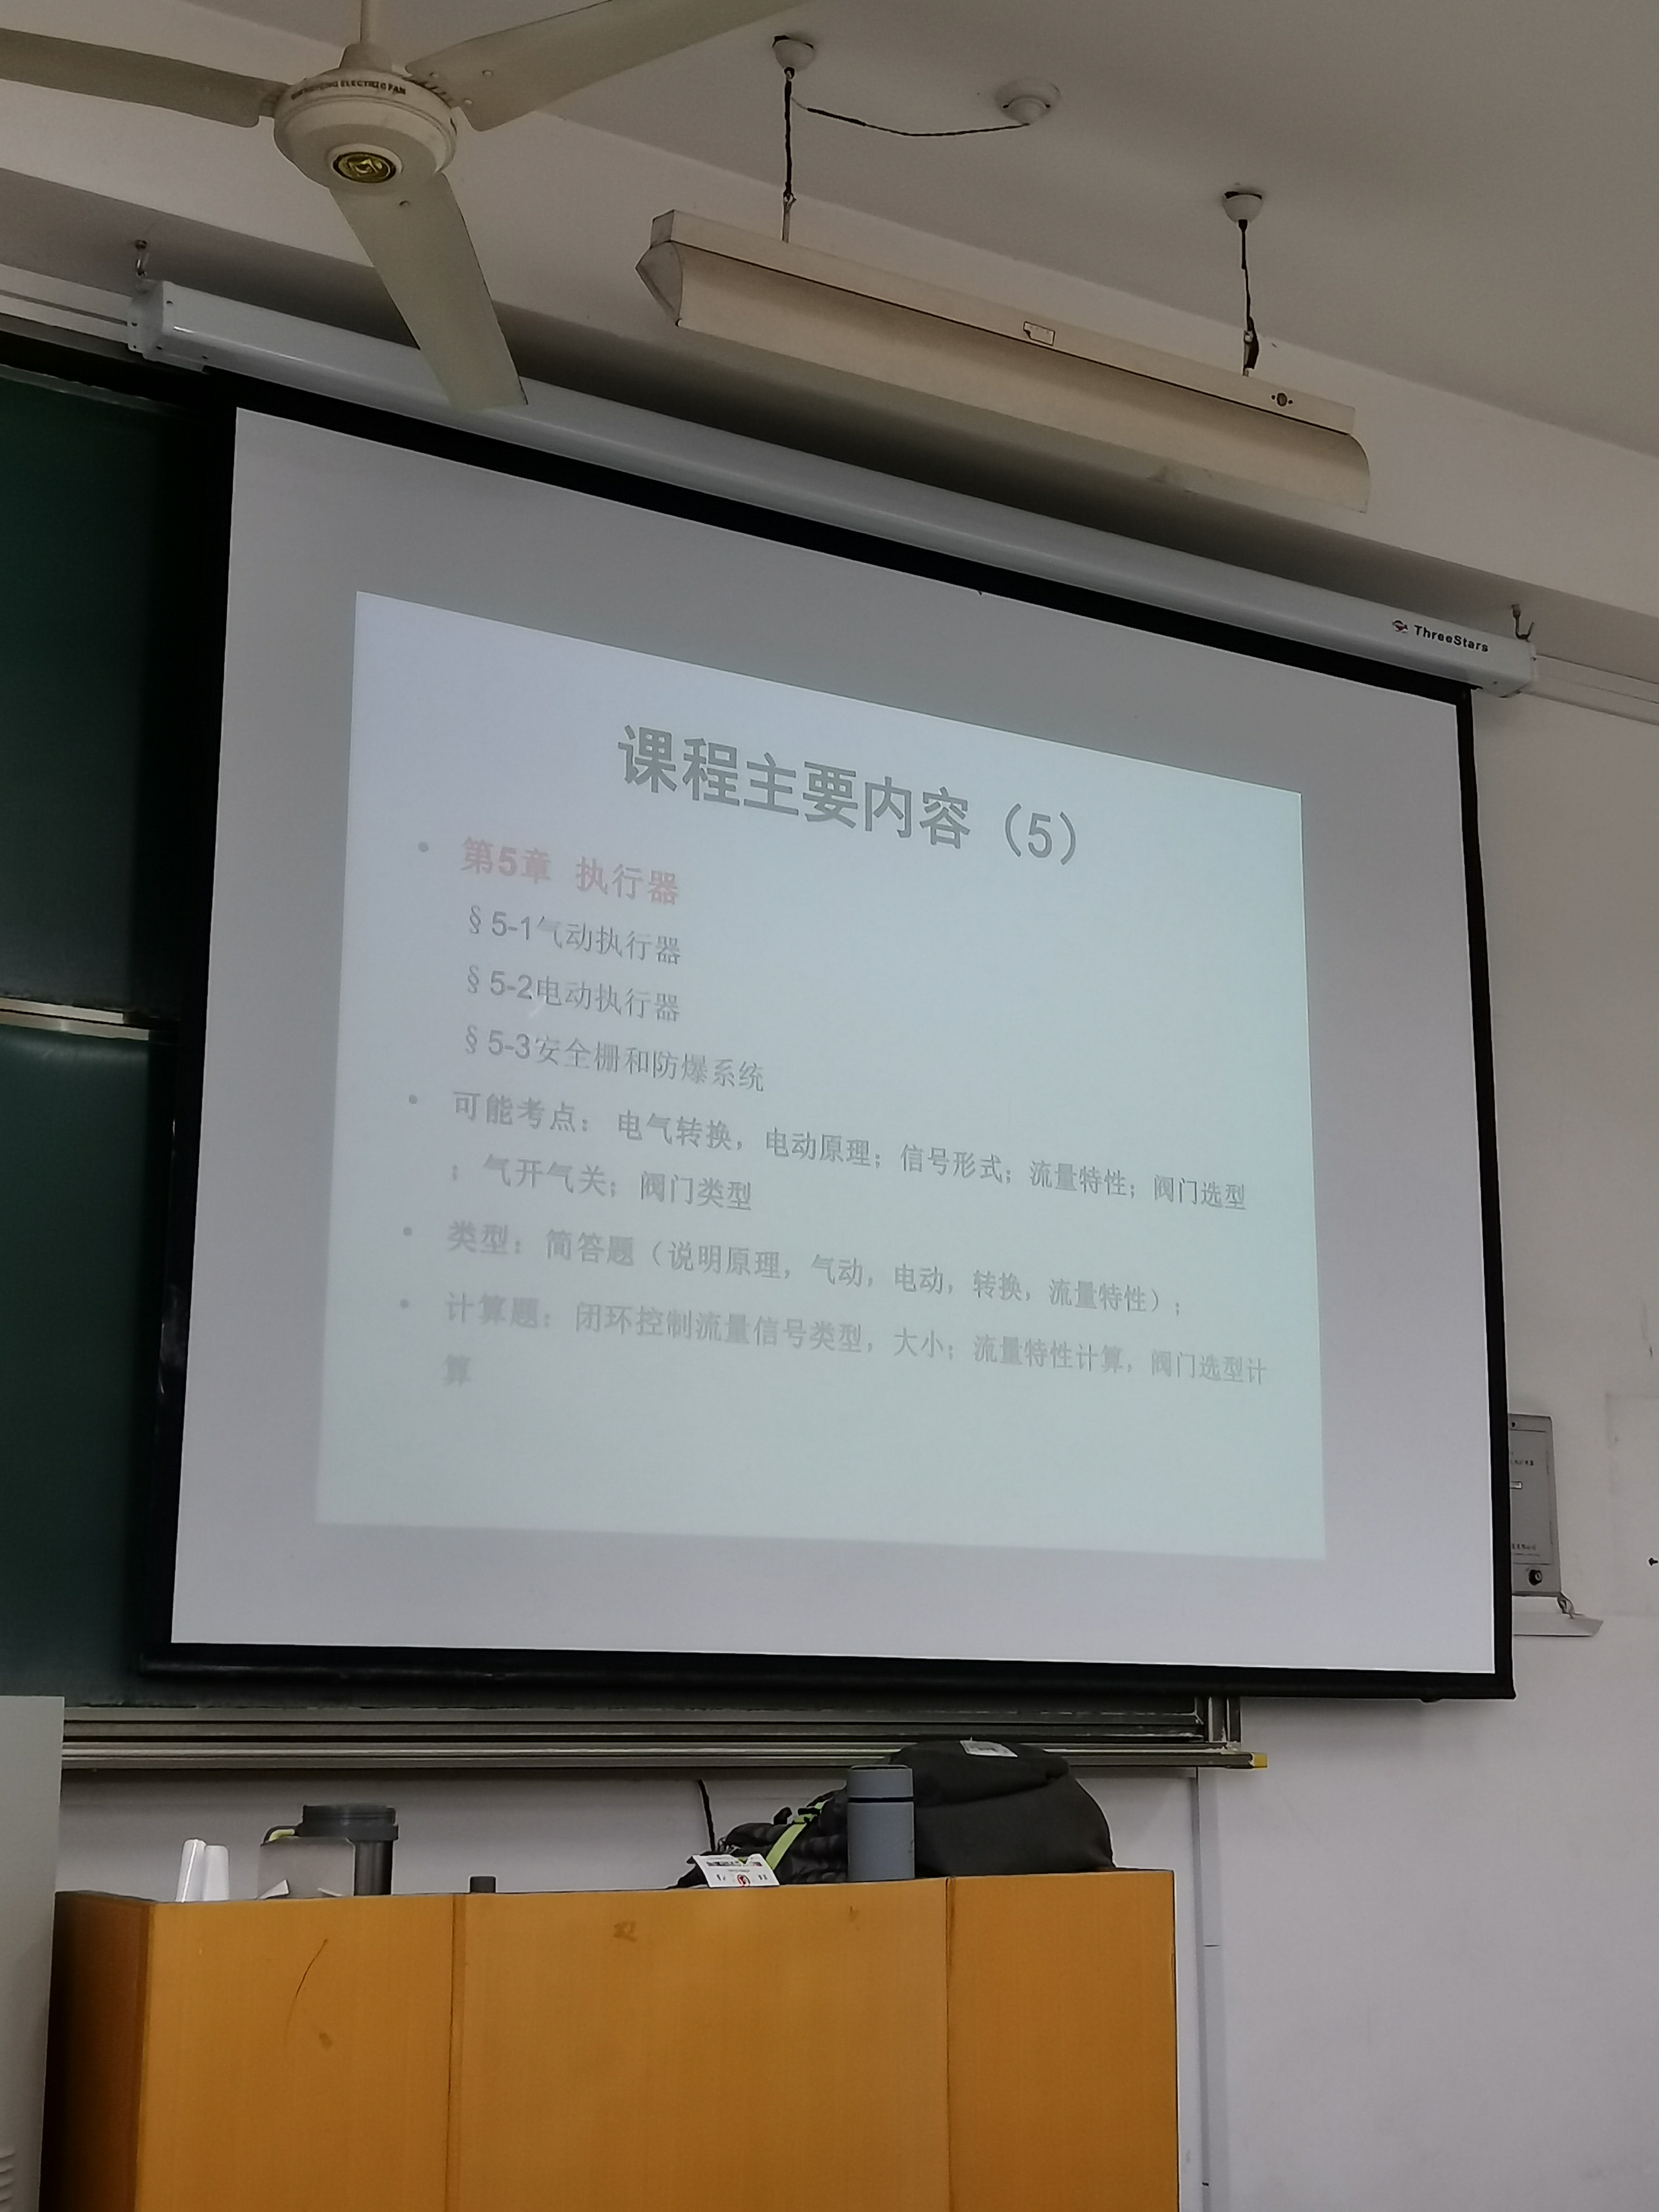 ELECTRIC FAN
ThreeStars
课程主要内容（5）
• 第5章 执行器
§5-1气动执行器
§5-2电动执行器
§5-3安全栅和防爆系统
• 可能考点： 电气转换，电动原理；信号形式；流量特性；阀门选型
；气开气关；阀门类型
• 类型：简答题（说明原理，气动，电动，转换，流量特性）；
• 计算题：闭环控制流量信号类型，大小；流量特性计算，阀门选型计
算